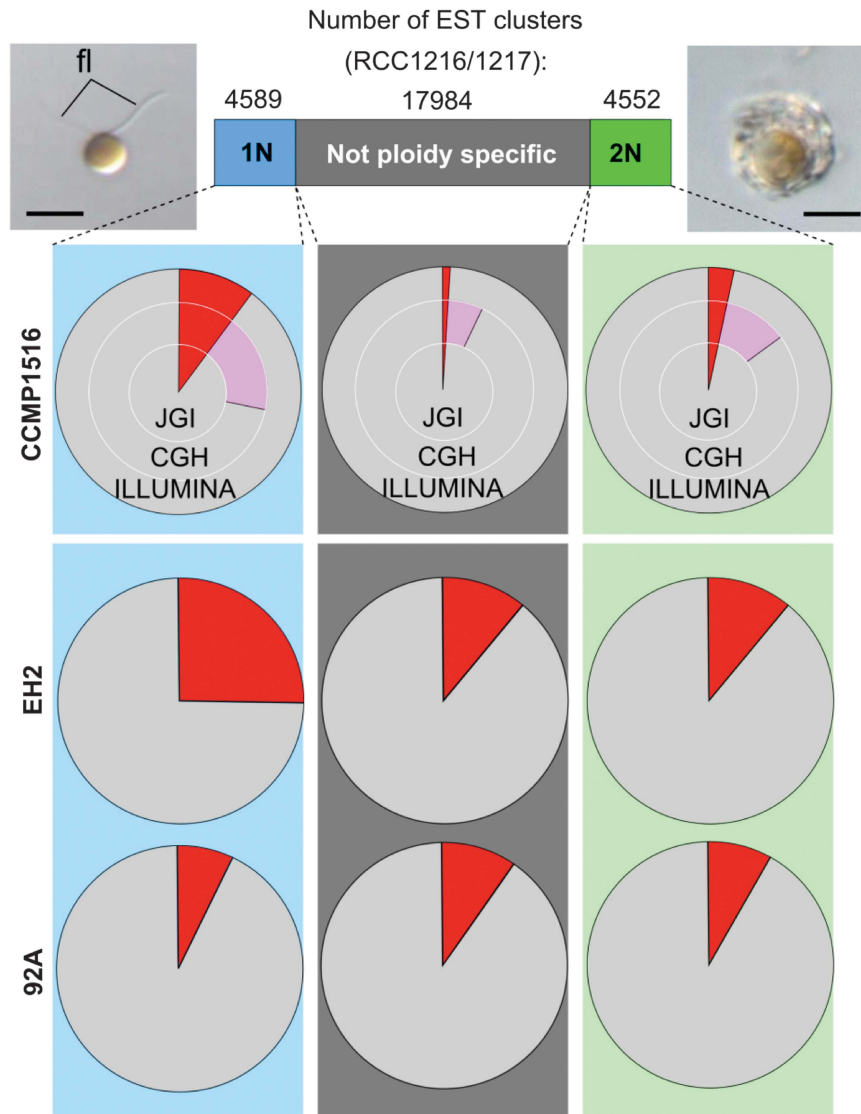 Number of EST clusters
(RCC1216/1217):
fl
4589 17984 4552
1N Not ploidy specific 2N
CCMP1516
JGI JGI JGI
CGH CGH CGH
ILLUMINA ILLUMINA ILLUMINA
EH2
92A